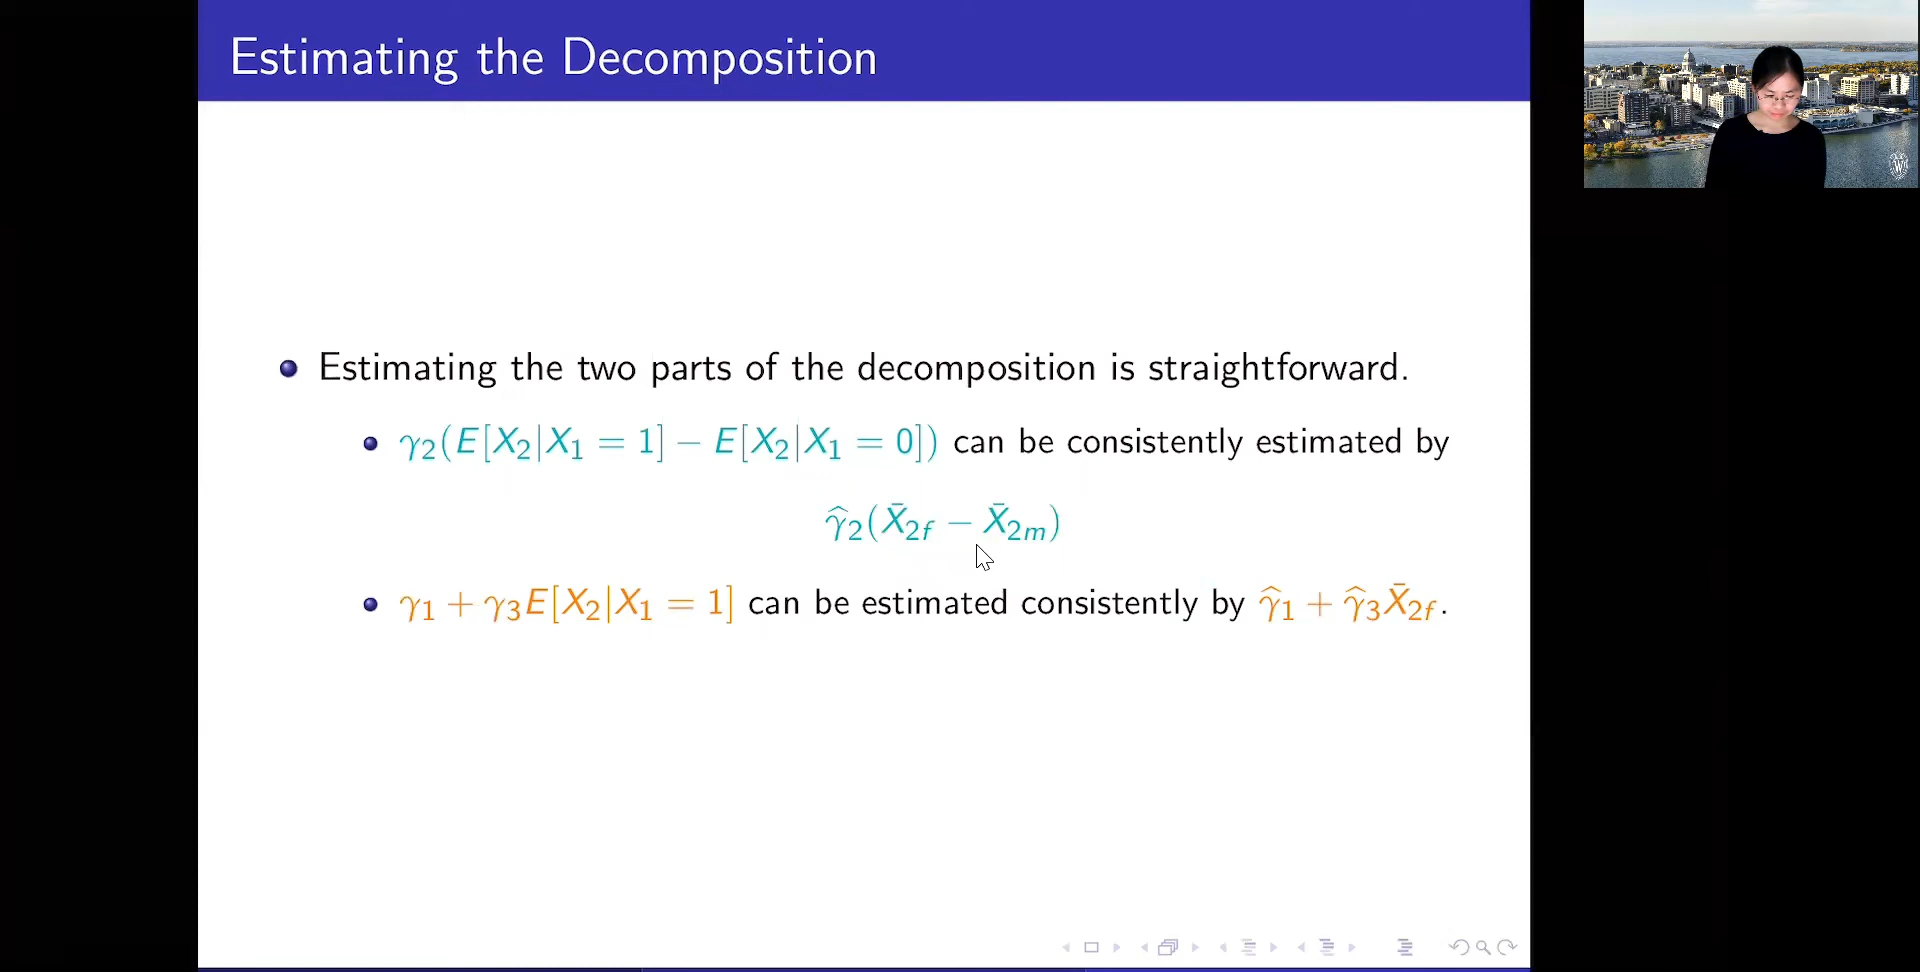 Estimating the Decomposition
Estimating the two parts of the decomposition is straightforward.
γ₂(E[X₂|X₁ = 1] − E[X₂|X₁ = 0]) can be consistently estimated by
γ̂₂(X̄₂f − X̄₂m)
γ₁ + γ₃E[X₂|X₁ = 1] can be estimated consistently by γ̂₁ + γ̂₃X̄₂f.
W